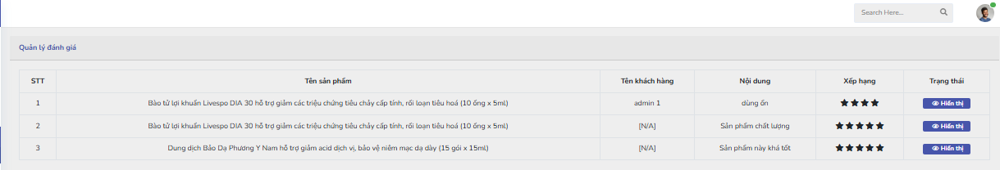 Search Here...
Quản lý đánh giá
STT Tên sản phẩm Tên khách hàng Nội dung Xếp hạng Trạng thái
1 Bào tử lợi khuẩn Livespo DIA 30 hỗ trợ giảm các triệu chứng tiêu chảy cấp tính, rối loạn tiêu hoá (10 ống x 5ml) admin 1 dùng ổn Hiển thị
2 Bào tử lợi khuẩn Livespo DIA 30 hỗ trợ giảm các triệu chứng tiêu chảy cấp tính, rối loạn tiêu hoá (10 ống x 5ml) [N/A] Sản phẩm chất lượng Hiển thị
3 Dung dịch Bảo Dạ Phương Y Nam hỗ trợ giảm acid dịch vị, bảo vệ niêm mạc dạ dày (15 gói x 15ml) [N/A] Sản phẩm này khá tốt Hiển thị